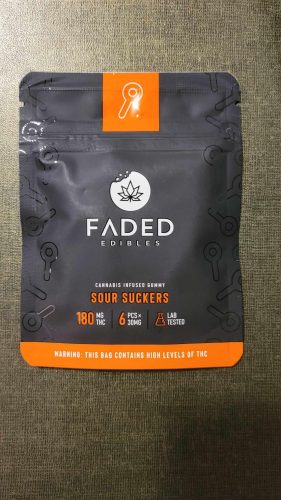 FADED
EDIBLES
CANNABIS INFUSED GUMMY
SOUR SUCKERS
180 MG THC 6 PCS× 30MG LAB TESTED
WARNING: THIS BAG CONTAINS HIGH LEVELS OF THC